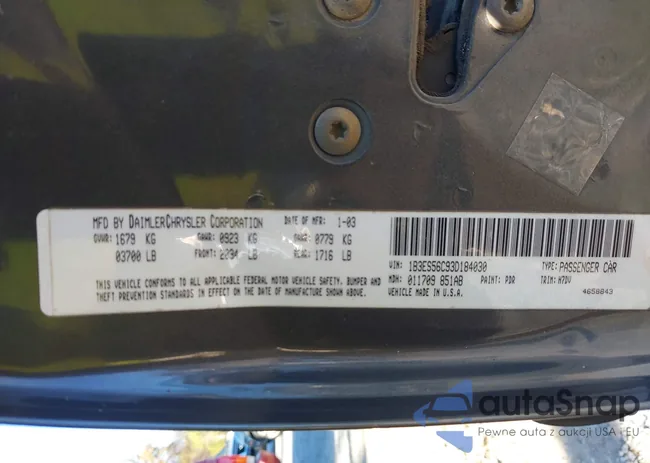 MFD BY DAIMLERCHRYSLER CORPORATION DATE OF MFR: 1-03
GVWR: 1679 KG GAWR: 0923 KG GAWR: 0779 KG
03700 LB FRONT: 2034 LB REAR: 1716 LB
THIS VEHICLE CONFORMS TO ALL APPLICABLE FEDERAL MOTOR VEHICLE SAFETY, BUMPER AND
THEFT PREVENTION STANDARDS IN EFFECT ON THE DATE OF MANUFACTURE SHOWN ABOVE.
VIN: 1B3ES56C93D184030 TYPE: PASSENGER CAR
MDH: 011709 851AB PAINT: PDR TRIM: H7DV
VEHICLE MADE IN U.S.A. 4658843
autaSnap
Pewne auta z aukcji USA i EU